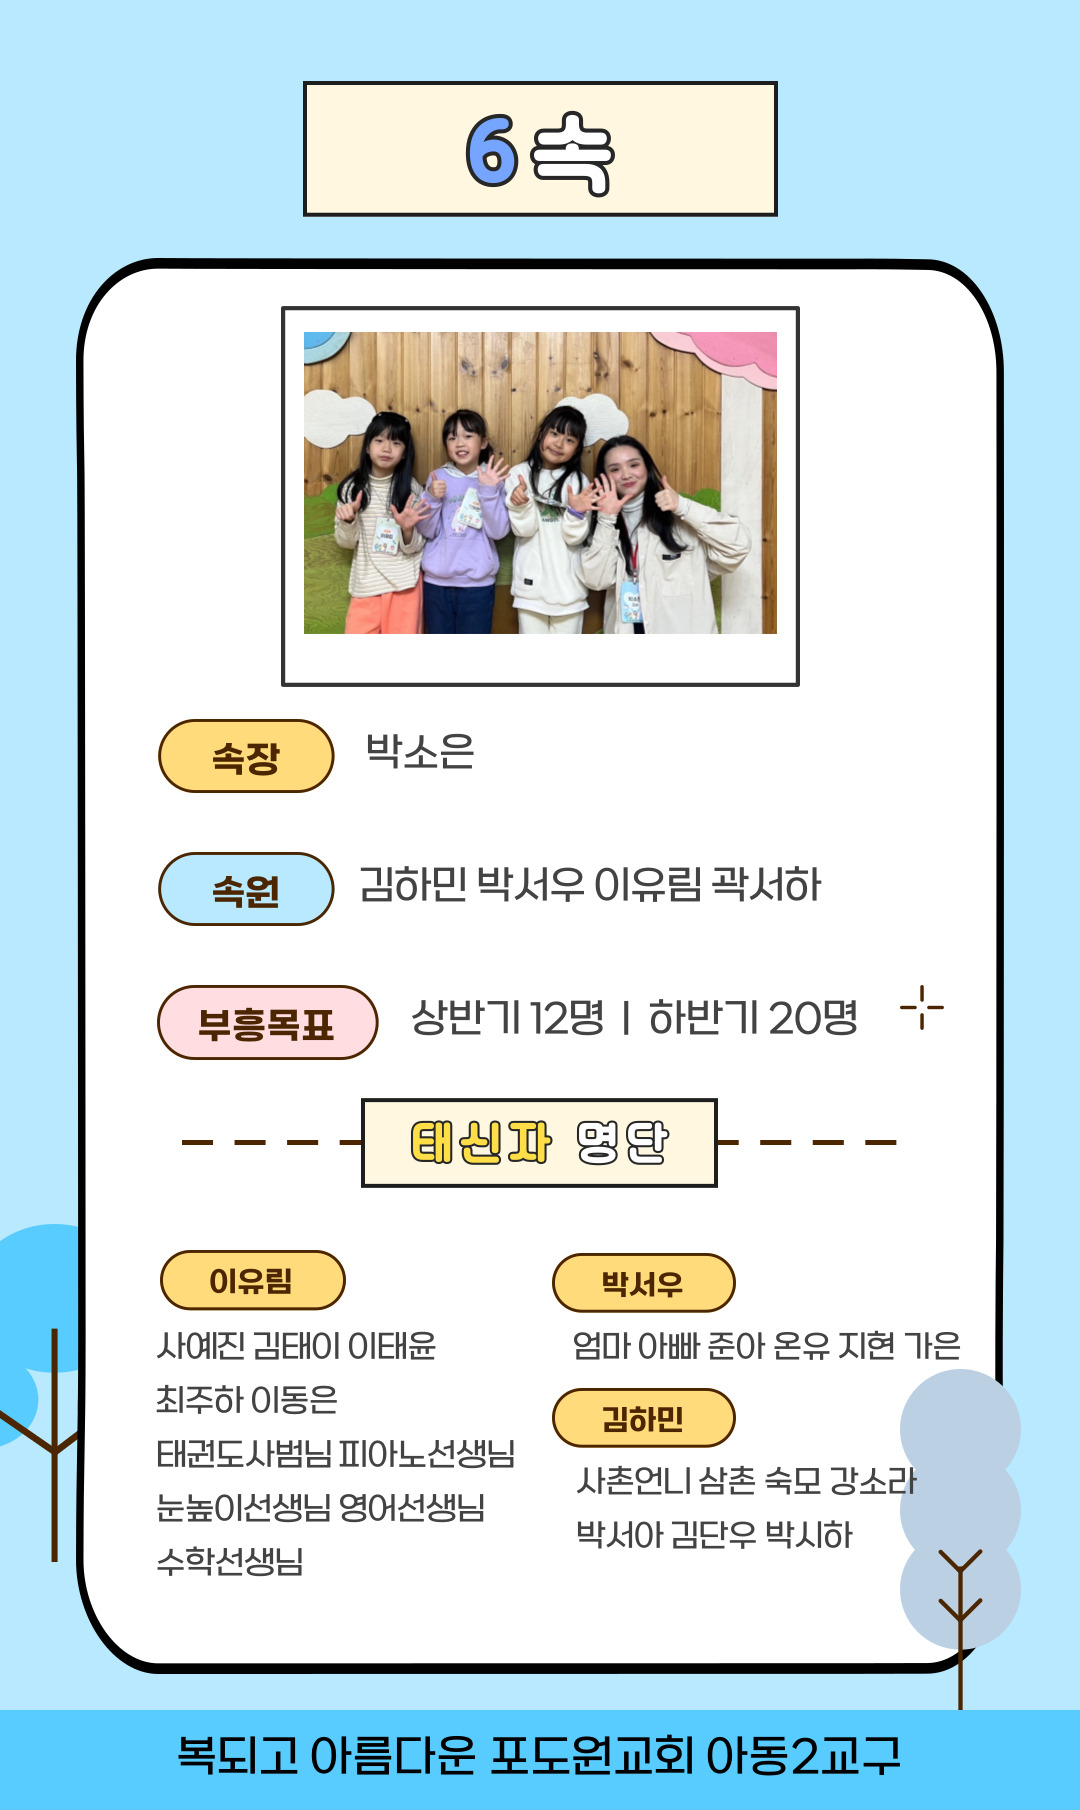 6속
속장 박소은
속원 김하민 박서우 이유림 곽서하
부흥목표 상반기 12명 | 하반기 20명
태신자 명단
이유림
사예진 김태이 이태윤
최주하 이동은
태권도사범님 피아노선생님
눈높이선생님 영어선생님
수학선생님
박서우
엄마 아빠 준아 온유 지현 가은
김하민
사촌언니 삼촌 숙모 강소라
박서아 김단우 박시하
복되고 아름다운 포도원교회 아동2교구